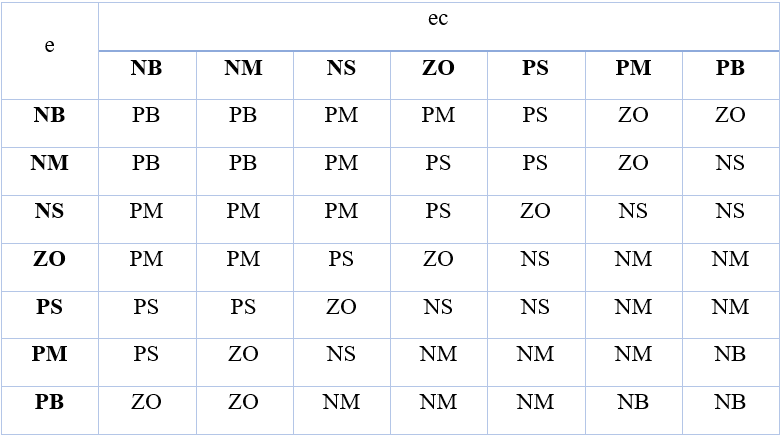 ec
e
NB NM NS ZO PS PM PB
NB PB PB PM PM PS ZO ZO
NM PB PB PM PS PS ZO NS
NS PM PM PM PS ZO NS NS
ZO PM PM PS ZO NS NM NM
PS PS PS ZO NS NS NM NM
PM PS ZO NS NM NM NM NB
PB ZO ZO NM NM NM NB NB